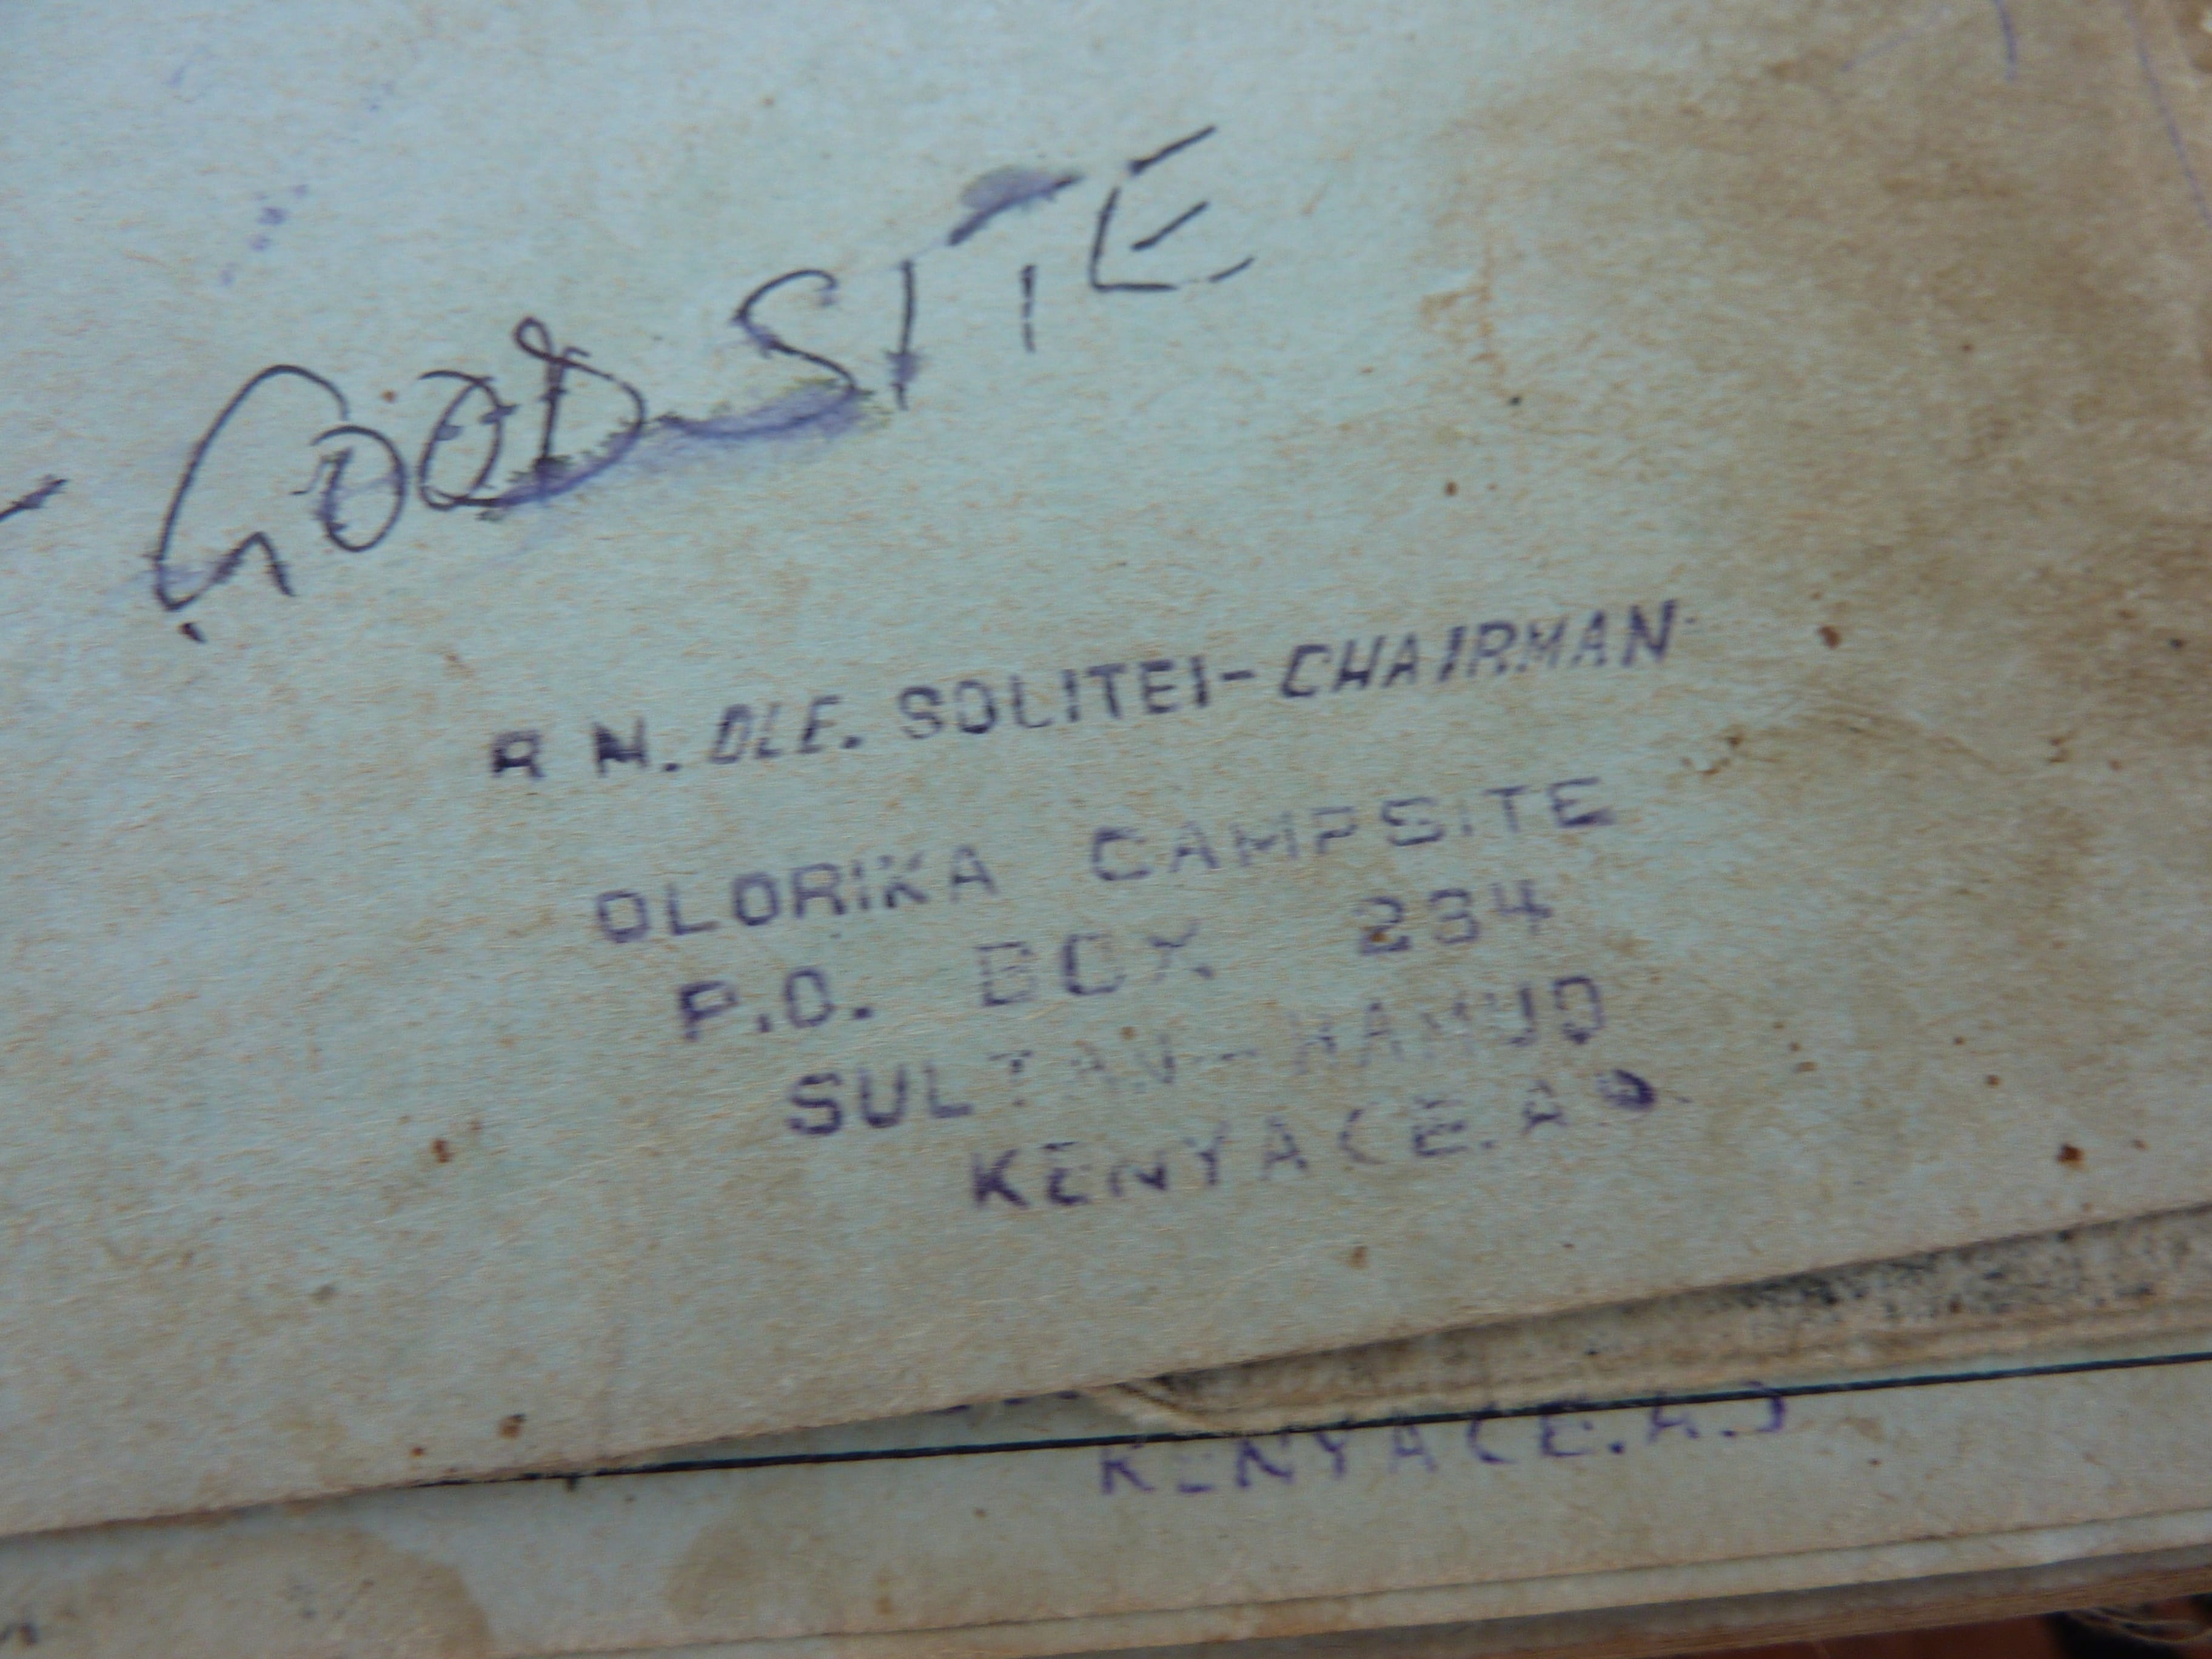 - GOOD SITE
R N. OLE. SOLITEI-CHAIRMAN
OLORIKA CAMPSITE
P.O. BOX 234
SULTAN-HAMUD
KENYA(E.A)
KENYA(E.A.)